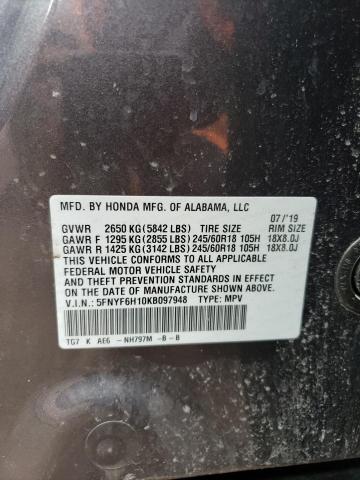 MFD. BY HONDA MFG. OF ALABAMA, LLC 07/'19
GVWR 2650 KG(5842 LBS) TIRE SIZE RIM SIZE
GAWR F 1295 KG(2855 LBS)245/60R18 105H 18X8.0J
GAWR R 1425 KG(3142 LBS)245/60R18 105H 18X8.0J
THIS VEHICLE CONFORMS TO ALL APPLICABLE
FEDERAL MOTOR VEHICLE SAFETY, BUMPER,
AND THEFT PREVENTION STANDARDS IN EFFECT
ON THE DATE OF MANUFACTURE SHOWN ABOVE.
V.I.N.: 5FNYF6H10KB097948 TYPE: MPV
TG7 K AE6 -NH797M -B-B